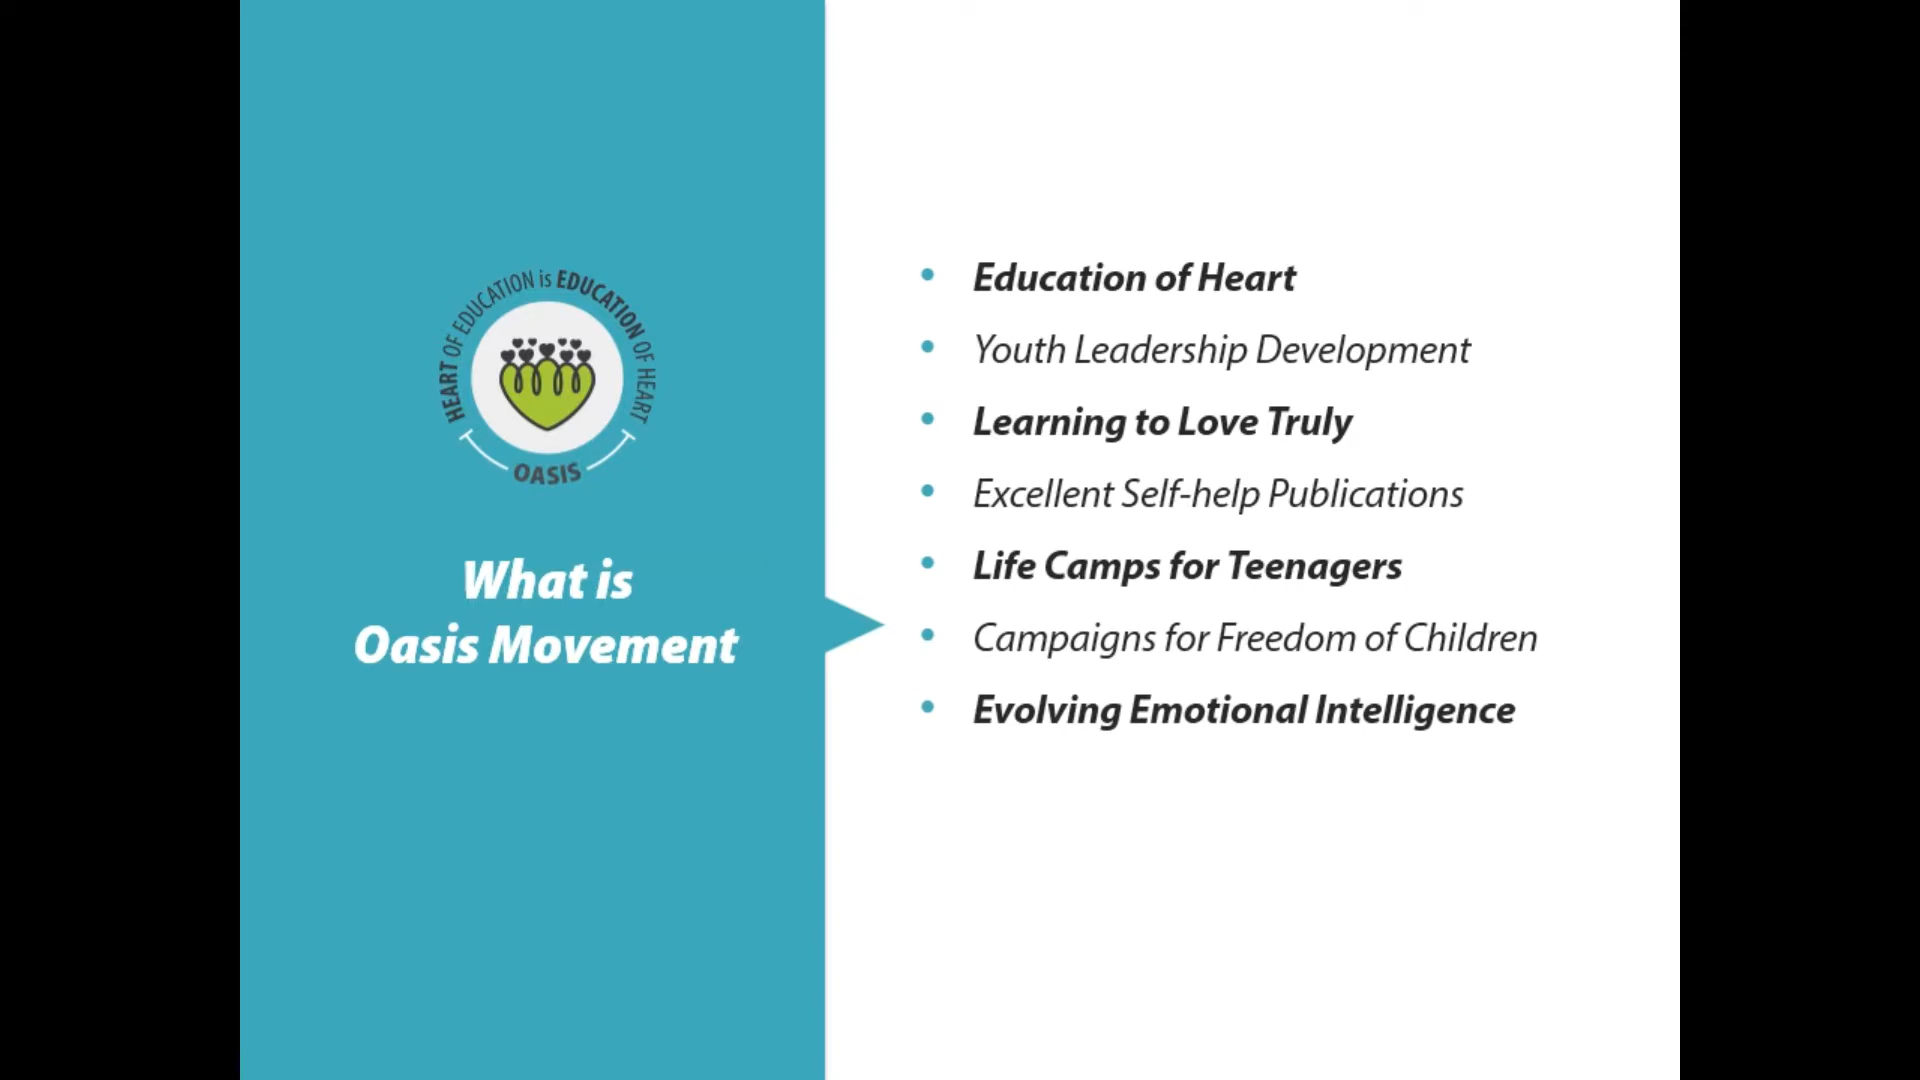 HEART OF EDUCATION is EDUCATION OF HEART
OASIS
What is
Oasis Movement
• Education of Heart
• Youth Leadership Development
• Learning to Love Truly
• Excellent Self-help Publications
• Life Camps for Teenagers
• Campaigns for Freedom of Children
• Evolving Emotional Intelligence